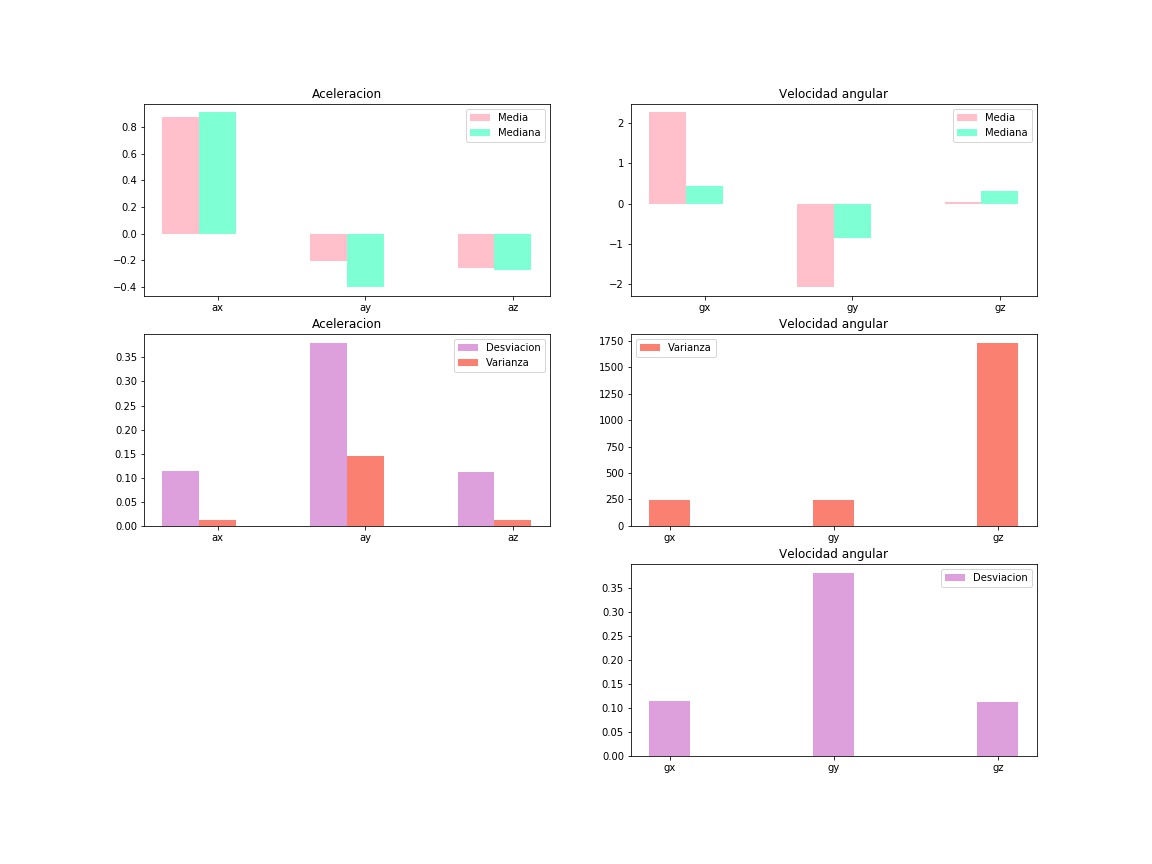 Aceleracion
Media
Mediana
0.8
0.6
0.4
0.2
0.0
−0.2
−0.4
ax ay az
Velocidad angular
Media
Mediana
2
1
0
−1
−2
gx gy gz
Aceleracion
Desviacion
Varianza
0.35
0.30
0.25
0.20
0.15
0.10
0.05
0.00
ax ay az
Velocidad angular
Varianza
1750
1500
1250
1000
750
500
250
0
gx gy gz
Velocidad angular
Desviacion
0.35
0.30
0.25
0.20
0.15
0.10
0.05
0.00
gx gy gz